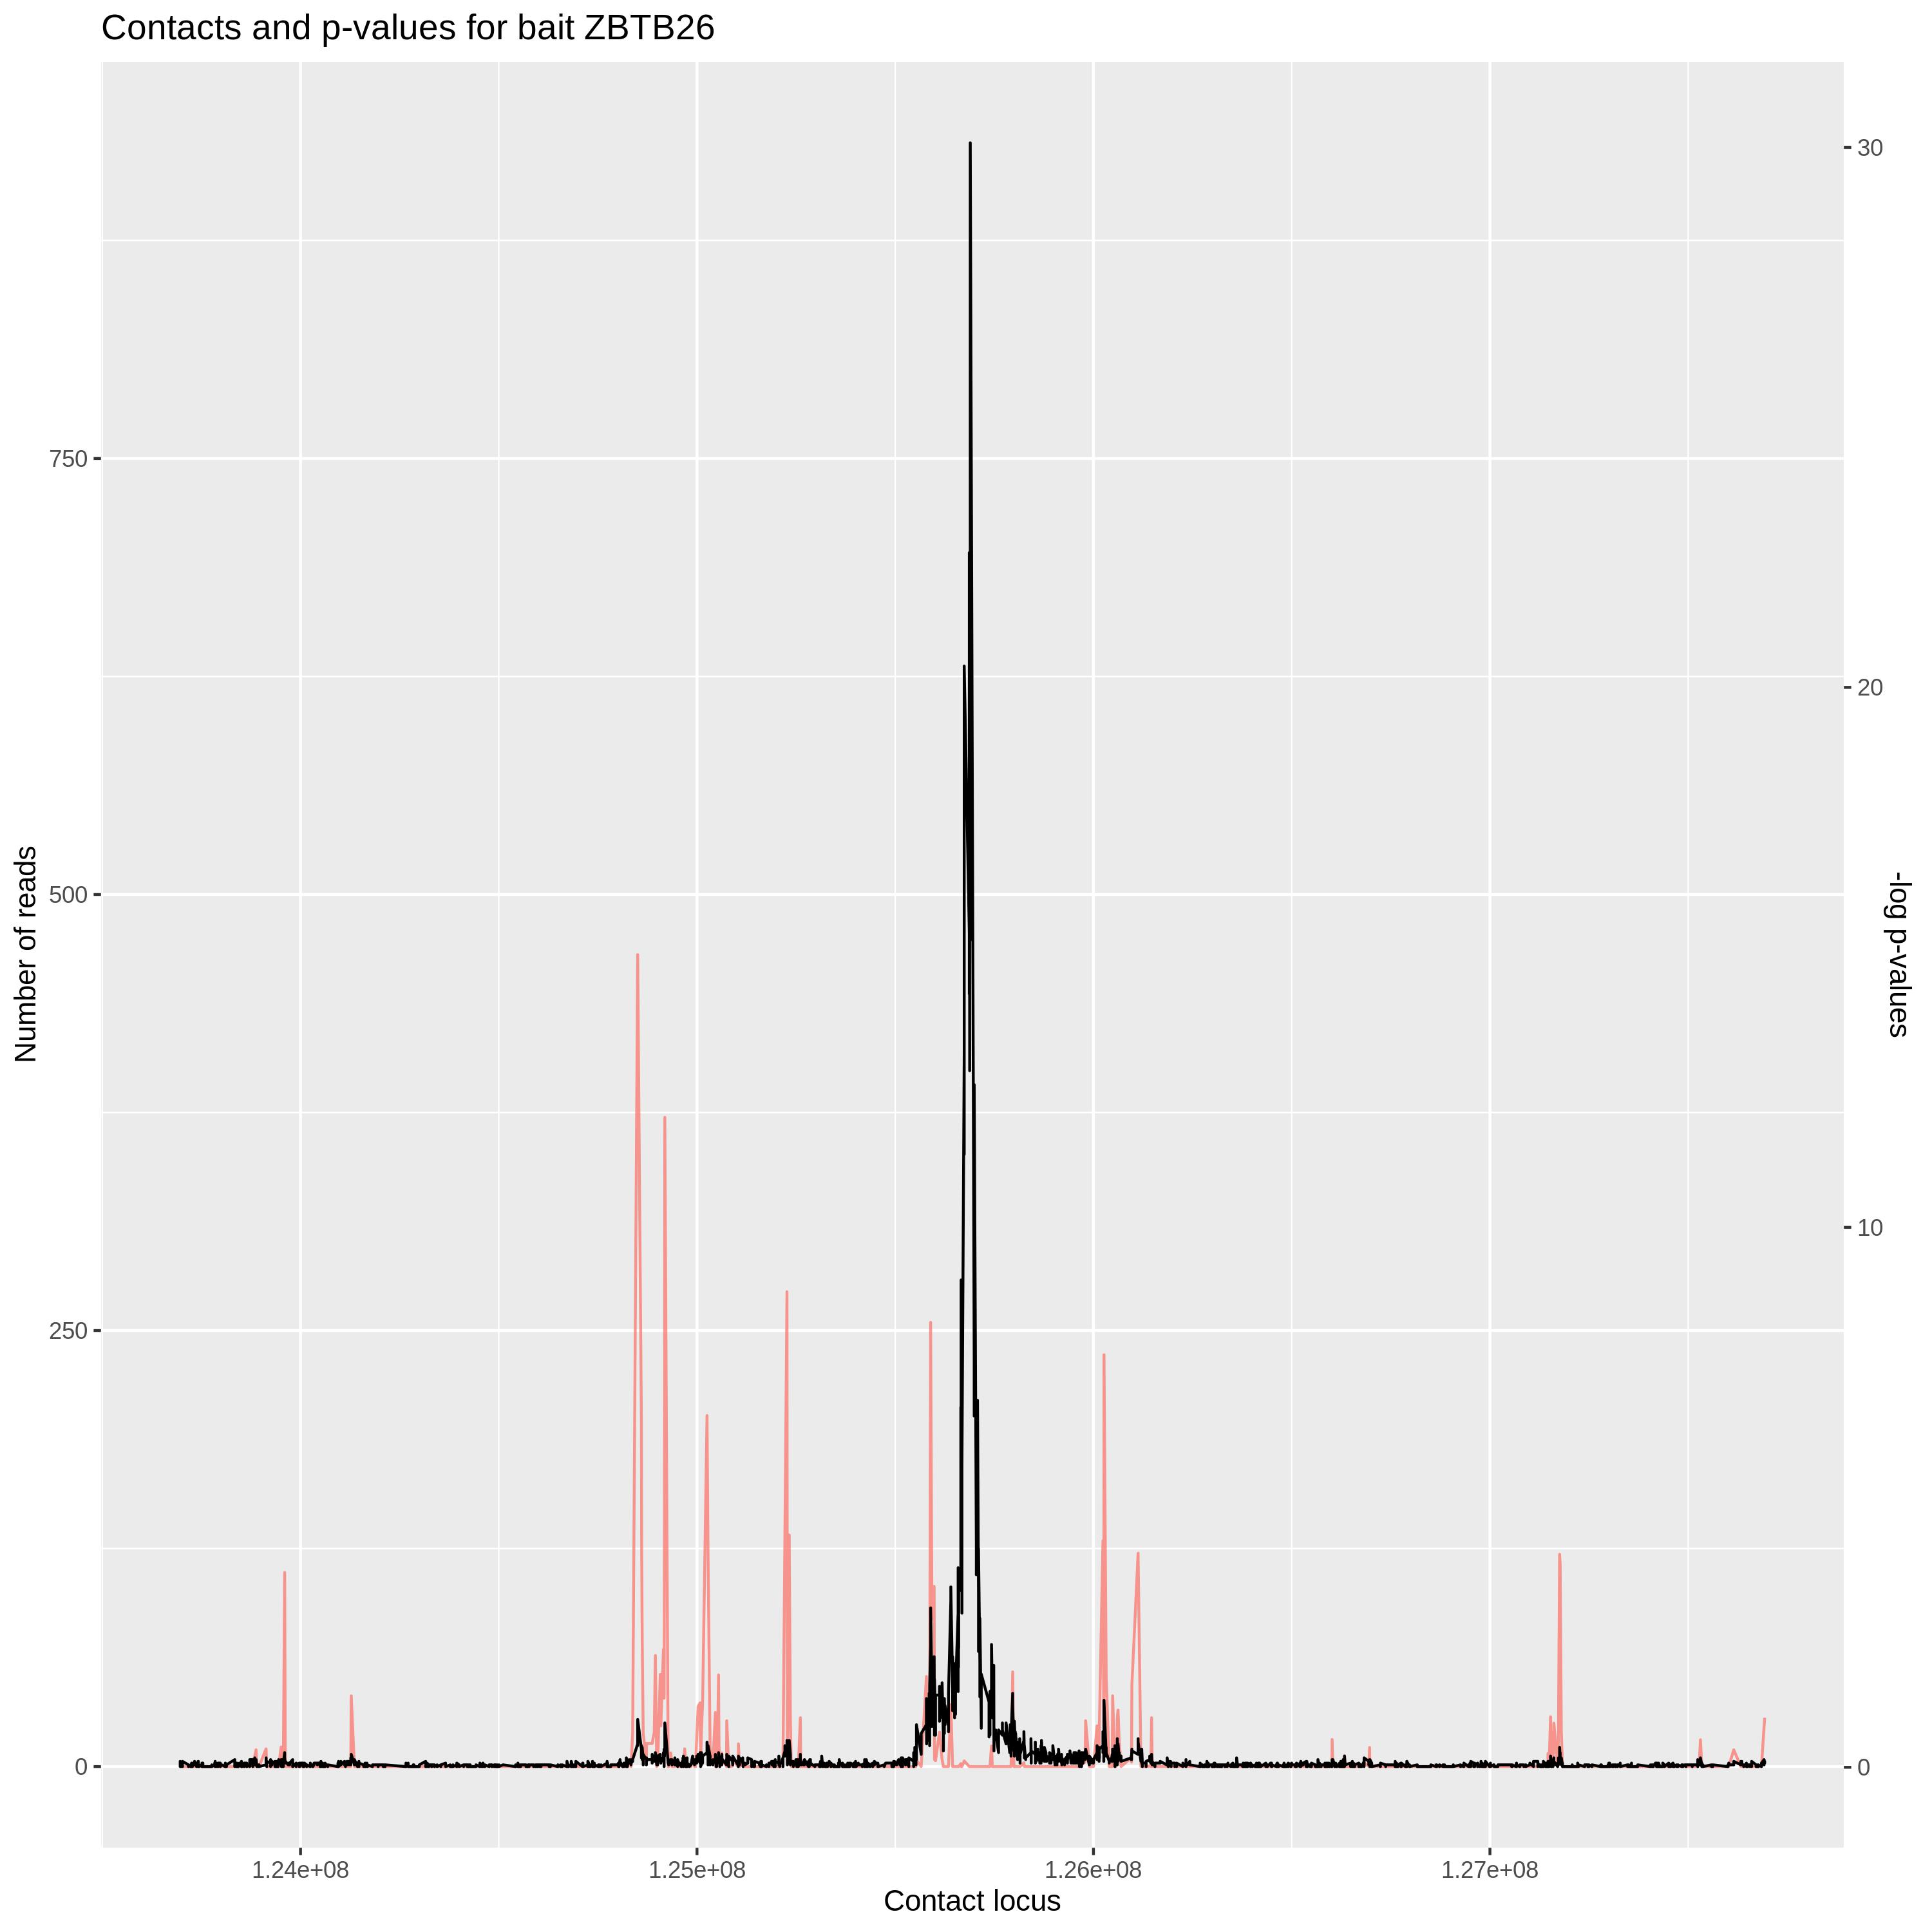 Contacts and p-values for bait ZBTB26
Number of reads
750
500
250
0
30
20
10
0
-log p-values
1.24e+08
1.25e+08
1.26e+08
1.27e+08
Contact locus